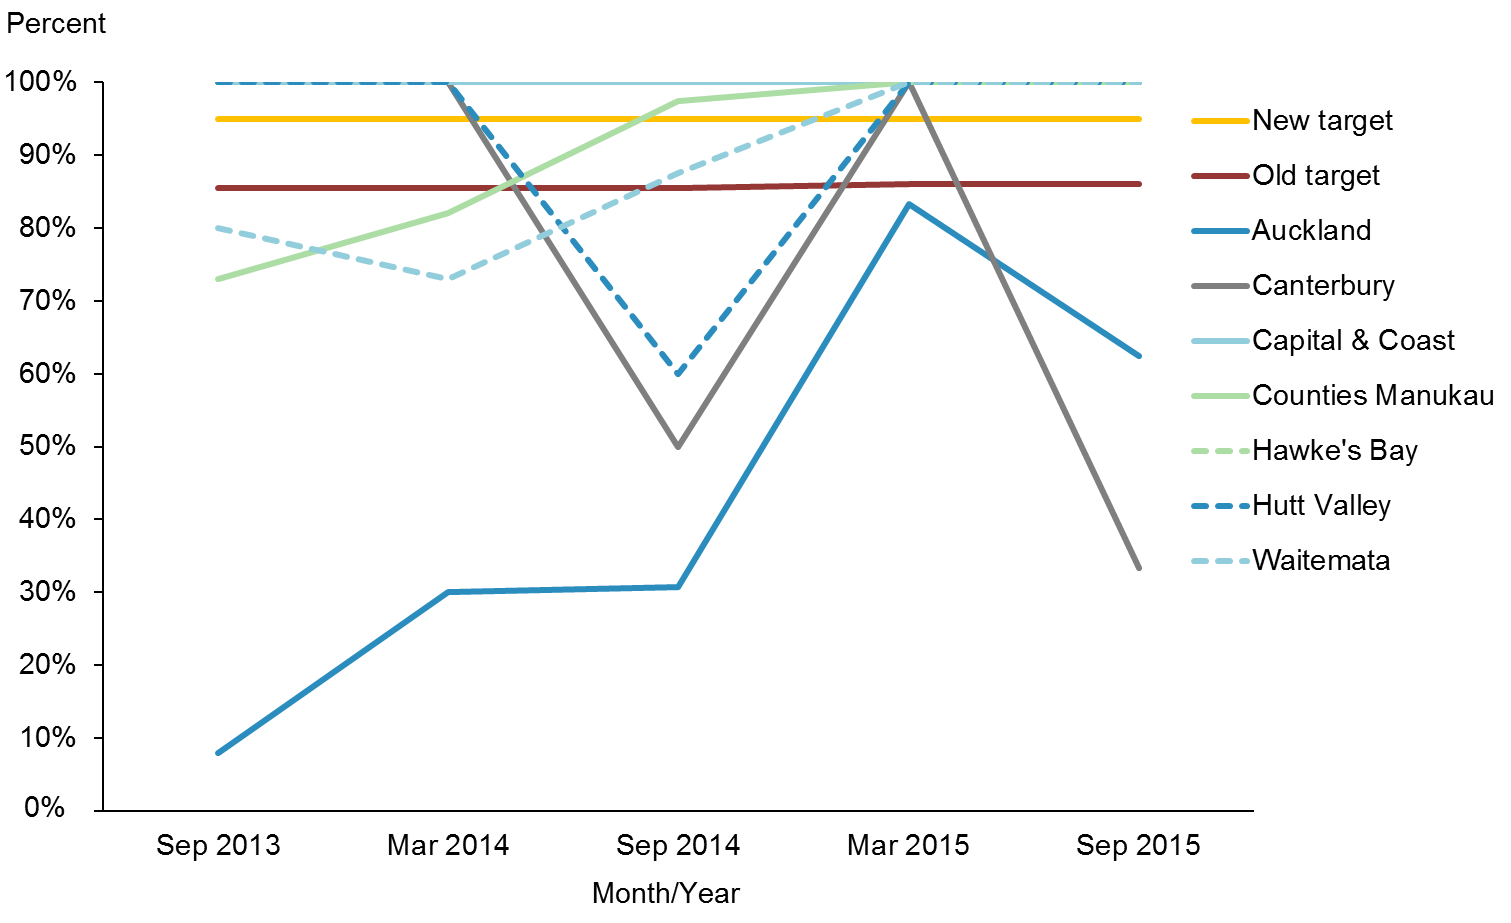 Percent
100%
90%
80%
70%
60%
50%
40%
30%
20%
10%
0%
Sep 2013 Mar 2014 Sep 2014 Mar 2015 Sep 2015
Month/Year
New target
Old target
Auckland
Canterbury
Capital & Coast
Counties Manukau
Hawke's Bay
Hutt Valley
Waitemata